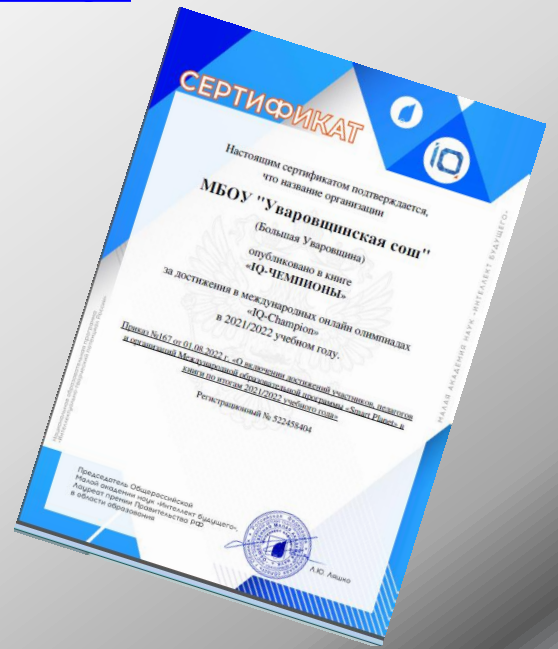 СЕРТИФИКАТ
IQ
Настоящим сертификатом подтверждается,
что название организации
МБОУ "Уваровщинская сош"
(Большая Уваровщина)
опубликовано в книге
«IQ-ЧЕМПИОНЫ»
за достижения в международных онлайн олимпиадах
«IQ-Champion»
в 2021/2022 учебном году.
Приказ №167 от 01.08.2022 г. «О включении достижений участников, педагогов
и организаций Международной образовательной программы «Smart Planet» в
книги по итогам 2021/2022 учебного года»
Регистрационный № 522458404
МАЛАЯ АКАДЕМИЯ НАУК «ИНТЕЛЛЕКТ БУДУЩЕГО»
Председатель Общероссийской
Малой академии наук «Интеллект будущего»,
Лауреат премии Правительства РФ
в области образования
Л.Ю. Ляшко